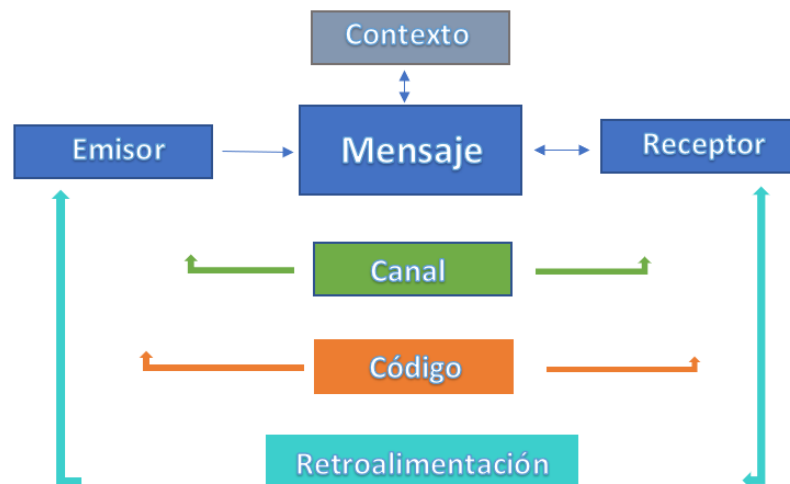 Contexto
Emisor
Mensaje
Receptor
Canal
Código
Retroalimentación